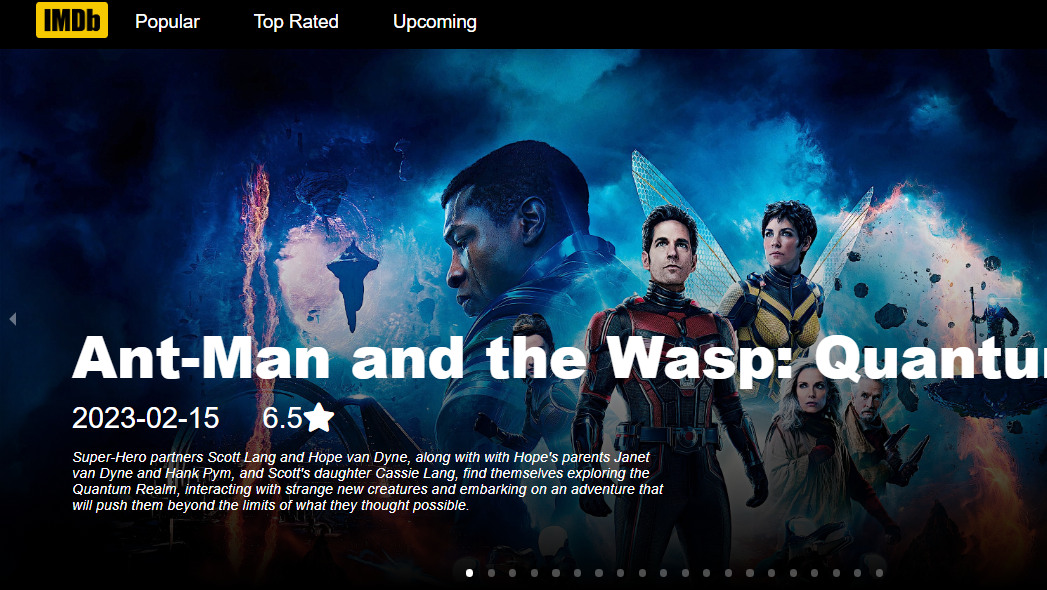 IMDb Popular Top Rated Upcoming
Ant-Man and the Wasp: Quantu
2023-02-15 6.5
Super-Hero partners Scott Lang and Hope van Dyne, along with with Hope's parents Janet
van Dyne and Hank Pym, and Scott's daughter Cassie Lang, find themselves exploring the
Quantum Realm, interacting with strange new creatures and embarking on an adventure that
will push them beyond the limits of what they thought possible.